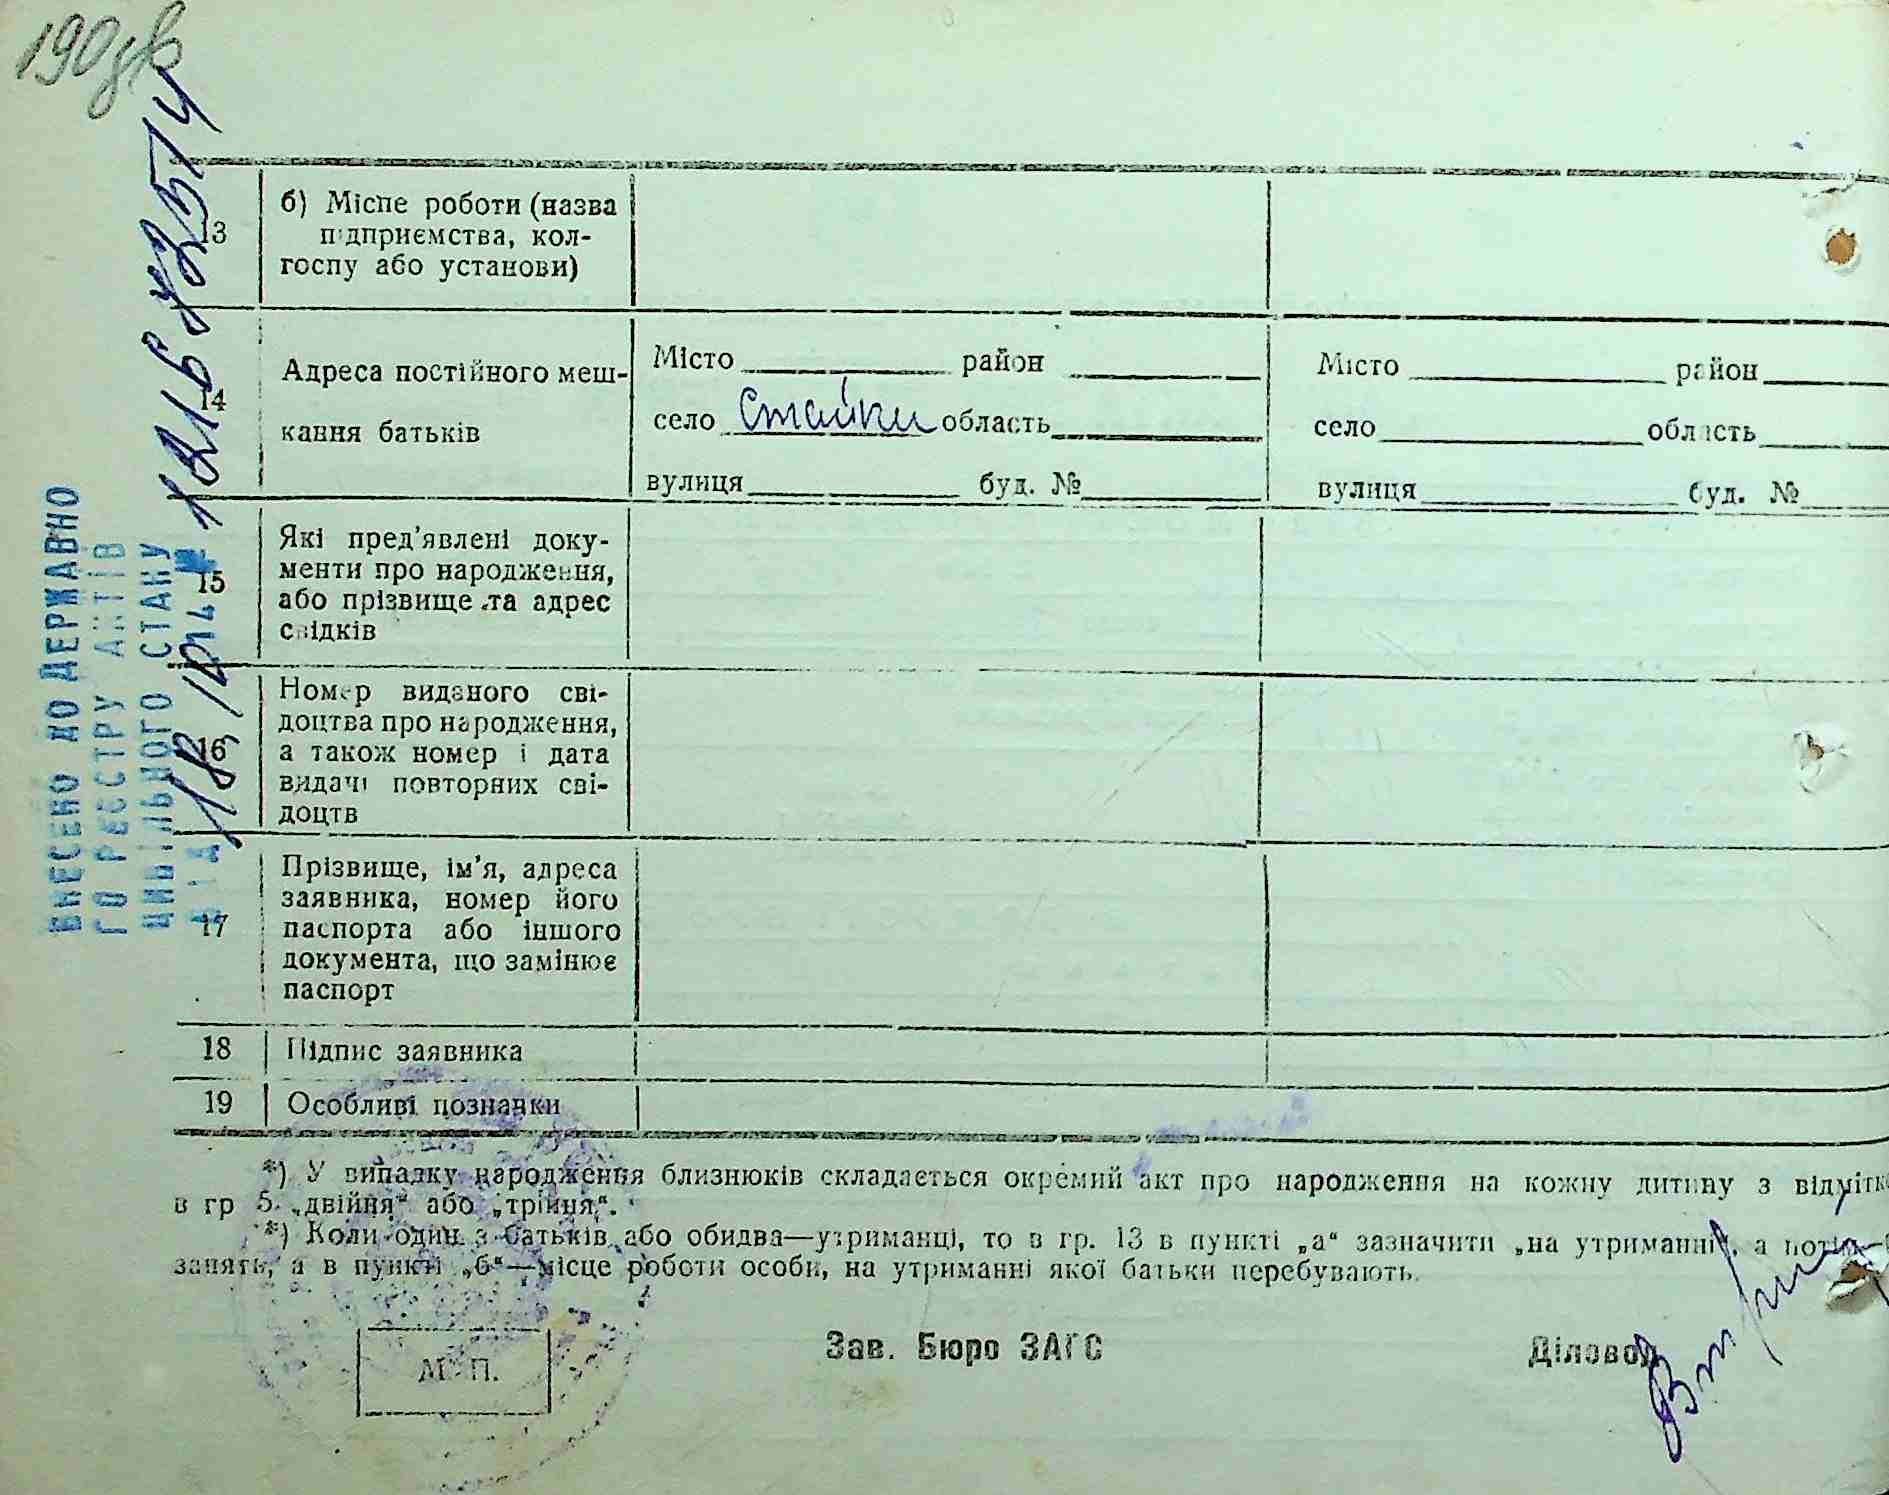 190
13
б) Місце роботи (назва
підприємства, кол-
госпу або установи)
14
Адреса постійного меш-
кання батьків
Місто район
село Стайки область
вулиця буд. №
Місто район
село область
вулиця буд. №
15
Які пред'явлені доку-
менти про народження,
або прізвище та адрес
свідків
16
Номер виданого сві-
доцтва про народження,
а також номер і дата
видачі повторних сві-
доцтв
17
Прізвище, ім'я, адреса
заявника, номер його
паспорта або іншого
документа, що замінює
паспорт
18
Підпис заявника
19
Особливі позначки
*) У випадку народження близнюків складається окремий акт про народження на кожну дитину з відмітк
в гр 5. „двійня" або „трійня".
*) Коли один з батьків або обидва—утриманці, то в гр. 13 в пункті „а" зазначити „на утриманні", а потім
занять, а в пункті „б"—місце роботи особи, на утриманні якої батьки перебувають.
М. П.
Зав. Бюро ЗАГС
Діловод
ВНЕСЕНО ДО ДЕРЖАВНО
ГО РЕЄСТРУ АКТІВ
ЦИВІЛЬНОГО СТАНУ
ВІД